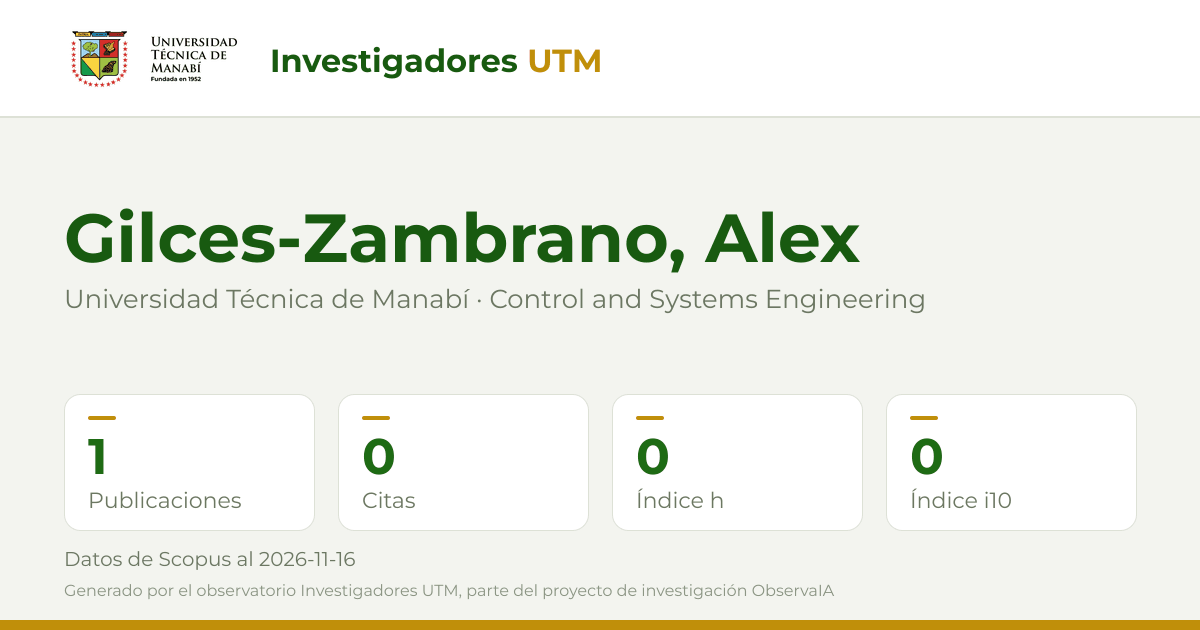 UNIVERSIDAD
TÉCNICA DE
MANABÍ
Fundada en 1952
Investigadores UTM
Gilces-Zambrano, Alex
Universidad Técnica de Manabí · Control and Systems Engineering
1
Publicaciones
0
Citas
0
Índice h
0
Índice i10
Datos de Scopus al 2026-11-16
Generado por el observatorio Investigadores UTM, parte del proyecto de investigación ObservaIA